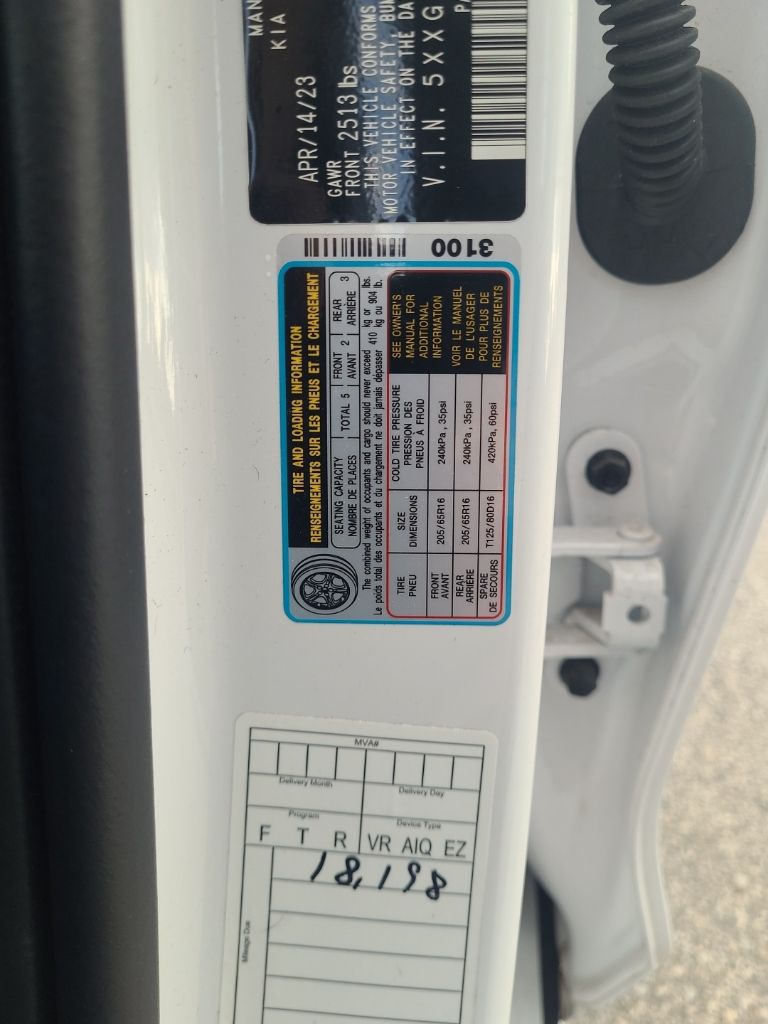 MAN
KIA
APR/14/23
GAWR
FRONT 2513 lbs
THIS VEHICLE CONFORMS
MOTOR VEHICLE SAFETY, BUM
IN EFFECT ON THE DA
V.I.N. 5XXG
P/
3100
TIRE AND LOADING INFORMATION
RENSEIGNEMENTS SUR LES PNEUS ET LE CHARGEMENT
SEATING CAPACITY TOTAL 5 FRONT 2 REAR 3
NOMBRE DE PLACES AVANT ARRIÈRE
The combined weight of occupants and cargo should never exceed 410 kg or 904 lbs.
Le poids total des occupants et du chargement ne doit jamais dépasser 410 kg ou 904 lb.
TIRE SIZE COLD TIRE PRESSURE
PNEU DIMENSIONS PRESSION DES
PNEUS À FROID
FRONT
AVANT 205/65R16 240kPa, 35psi
REAR
ARRIÈRE 205/65R16 240kPa, 35psi
SPARE
DE SECOURS T125/80D16 420kPa, 60psi
SEE OWNER'S
MANUAL FOR
ADDITIONAL
INFORMATION
VOIR LE MANUEL
DE L'USAGER
POUR PLUS DE
RENSEIGNEMENTS
MVA#
Delivery Month Delivery Day
Program Device Type
F T R VR AIQ EZ
18,198
Mileage Due